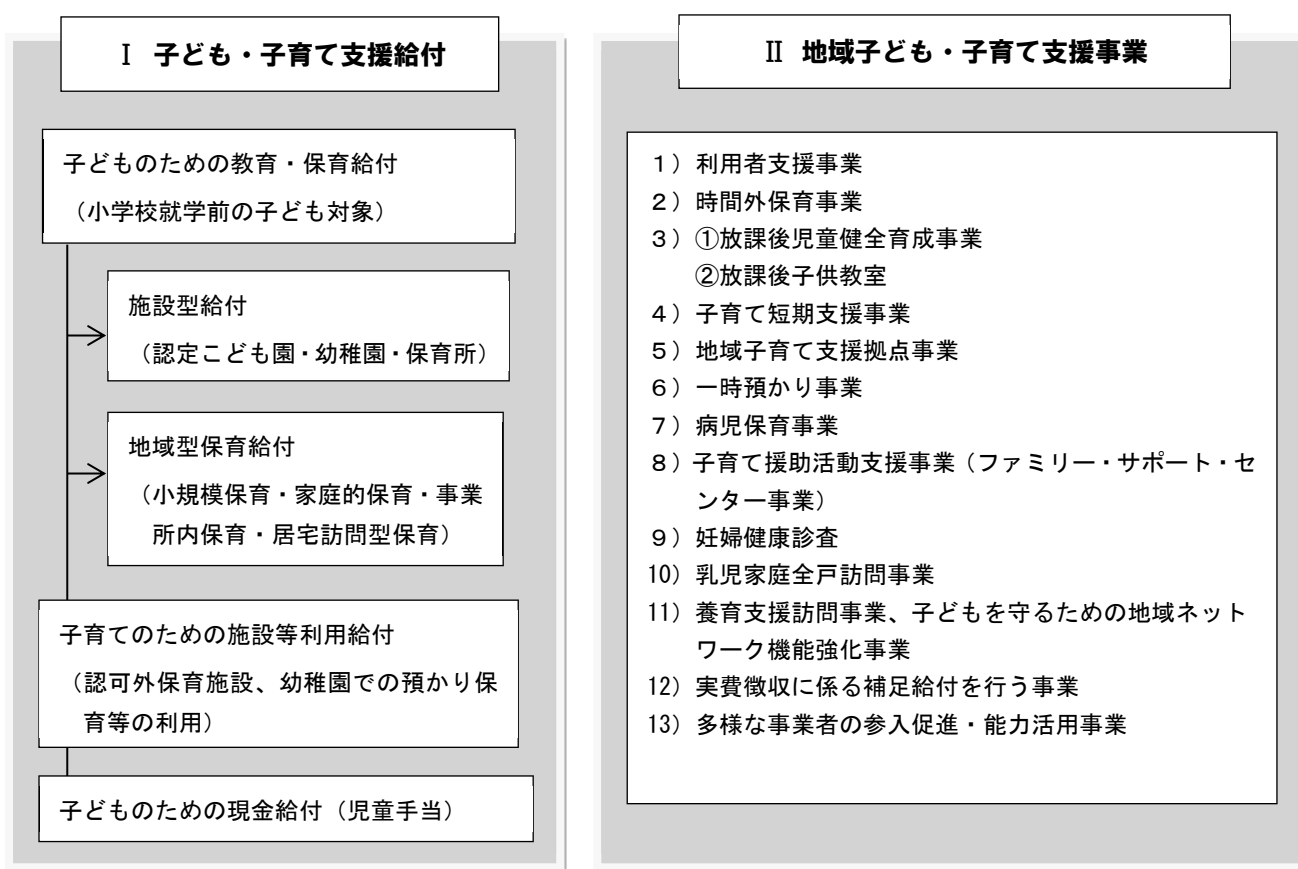 Ⅰ 子ども・子育て支援給付
子どものための教育・保育給付
（小学校就学前の子ども対象）
施設型給付
（認定こども園・幼稚園・保育所）
地域型保育給付
（小規模保育・家庭的保育・事業
所内保育・居宅訪問型保育）
子育てのための施設等利用給付
（認可外保育施設、幼稚園での預かり保
育等の利用）
子どものための現金給付（児童手当）
Ⅱ 地域子ども・子育て支援事業
１）利用者支援事業
２）時間外保育事業
３）①放課後児童健全育成事業
②放課後子供教室
４）子育て短期支援事業
５）地域子育て支援拠点事業
６）一時預かり事業
７）病児保育事業
８）子育て援助活動支援事業（ファミリー・サポート・セ
ンター事業）
９）妊婦健康診査
10）乳児家庭全戸訪問事業
11）養育支援訪問事業、子どもを守るための地域ネット
ワーク機能強化事業
12）実費徴収に係る補足給付を行う事業
13）多様な事業者の参入促進・能力活用事業